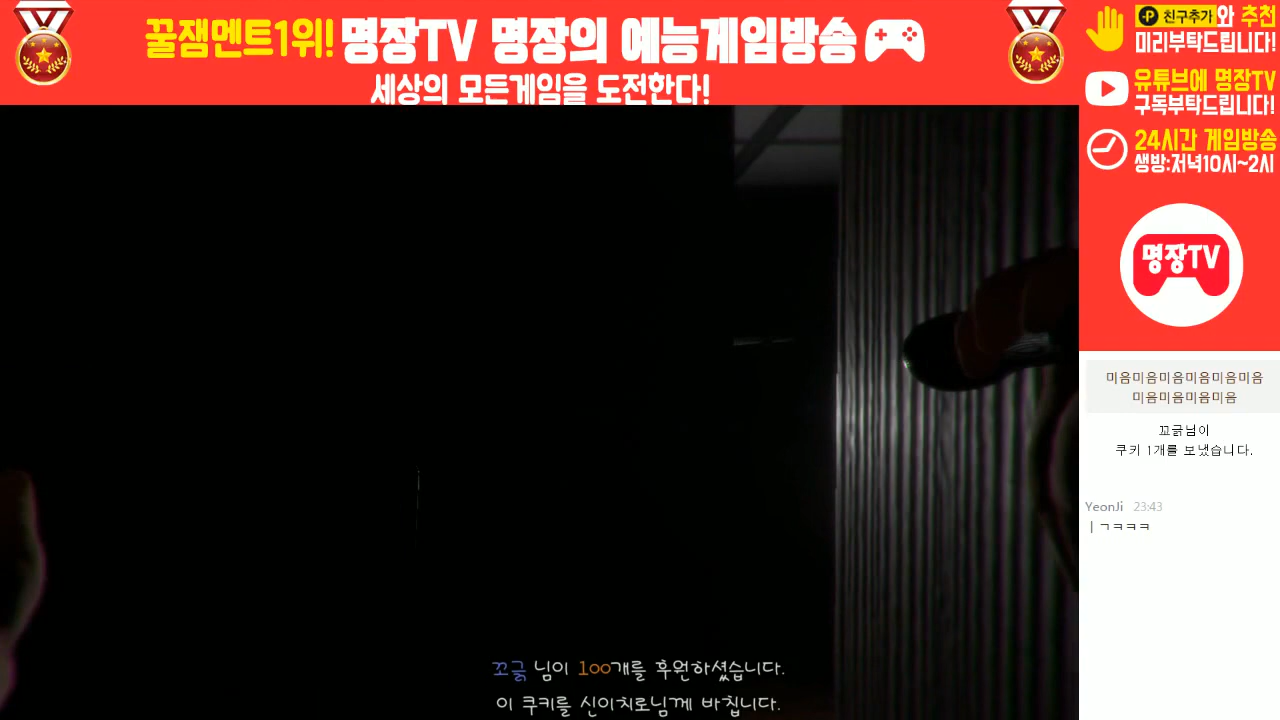 꿀잼멘트1위! 명장TV 명장의 예능게임방송
세상의 모든게임을 도전한다!
P 친구추가와 추천
미리부탁드립니다!
유튜브에 명장TV
구독부탁드립니다!
24시간 게임방송
생방:저녁10시~2시
명장TV
미음미음미음미음미음미음
미음미음미음미음
꼬긁님이
쿠키 1개를 보냈습니다.
YeonJi 23:43
ㅣㄱㅋㅋㅋ
꼬긁 님이 100개를 후원하셨습니다.
이 쿠키를 신이치로님께 바칩니다.